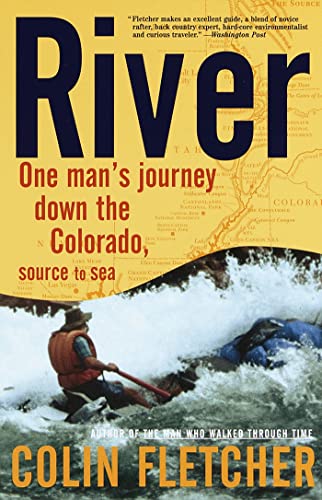 "Fletcher makes an excellent guide, a blend of novice
rafter, back country expert, hard-core environmentalist
and curious traveler." —Washington Post
River
One man's journey
down the
Colorado,
source to sea
AUTHOR OF THE MAN WHO WALKED THROUGH TIME
COLIN FLETCHER